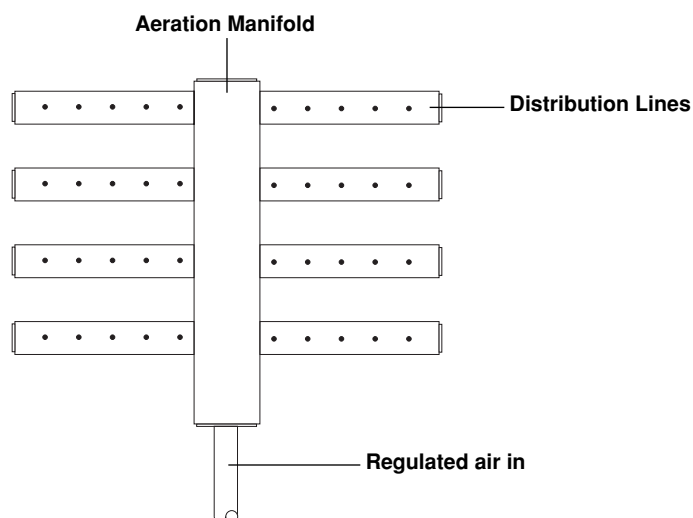 Aeration Manifold
Distribution Lines
Regulated air in